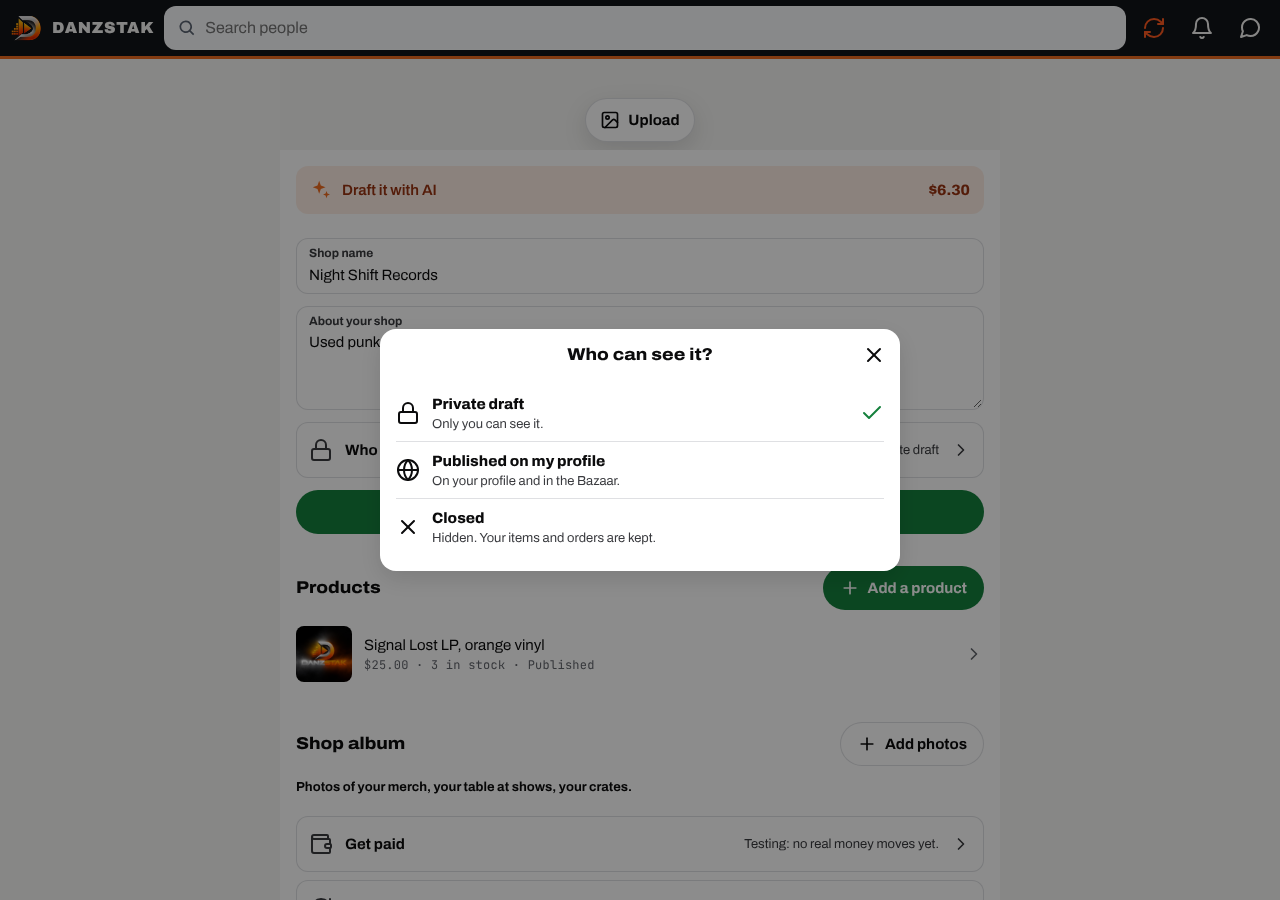 DANZSTAK
Search people
Upload
Draft it with AI
$6.30
Shop name
Night Shift Records
About your shop
Used punk
Who can see it?
Private draft
Only you can see it.
Published on my profile
On your profile and in the Bazaar.
Closed
Hidden. Your items and orders are kept.
Who
te draft
Products
Add a product
Signal Lost LP, orange vinyl
$25.00 · 3 in stock · Published
Shop album
Add photos
Photos of your merch, your table at shows, your crates.
Get paid
Testing: no real money moves yet.